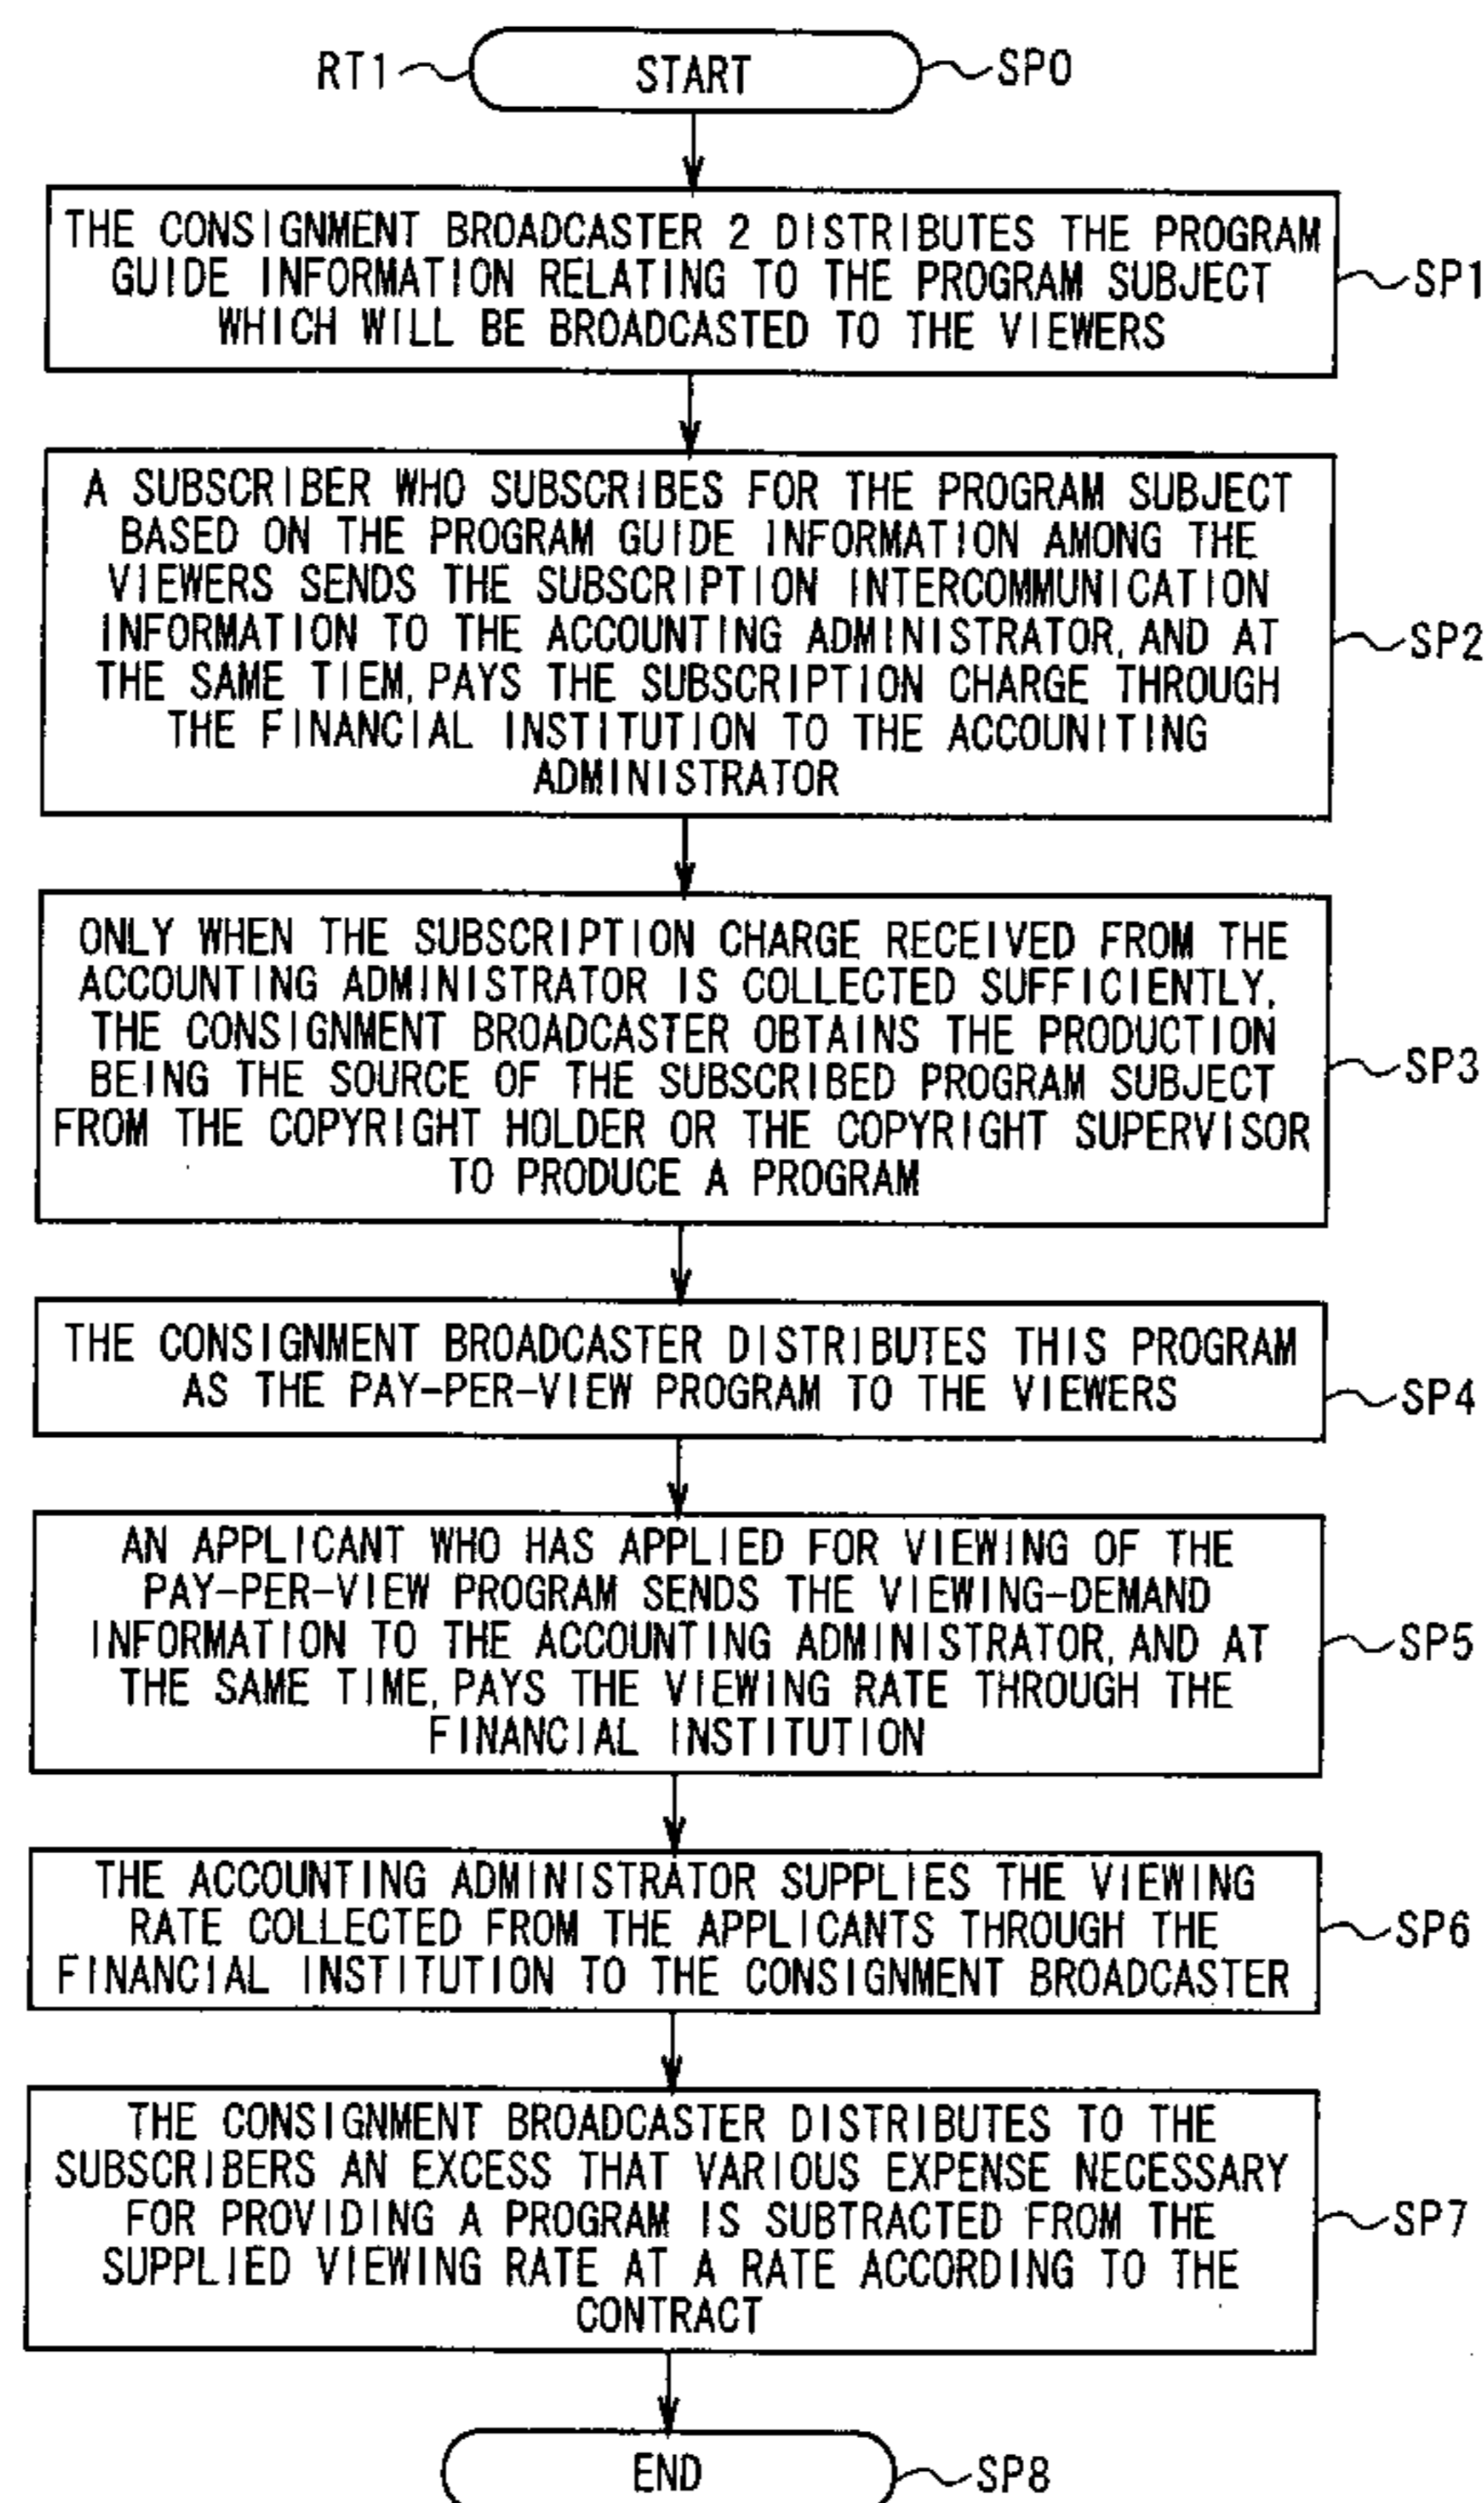 RT1 START SP0
THE CONSIGNMENT BROADCASTER 2 DISTRIBUTES THE PROGRAM
GUIDE INFORMATION RELATING TO THE PROGRAM SUBJECT
WHICH WILL BE BROADCASTED TO THE VIEWERS
SP1
A SUBSCRIBER WHO SUBSCRIBES FOR THE PROGRAM SUBJECT
BASED ON THE PROGRAM GUIDE INFORMATION AMONG THE
VIEWERS SENDS THE SUBSCRIPTION INTERCOMMUNICATION
INFORMATION TO THE ACCOUNTING ADMINISTRATOR, AND AT
THE SAME TIEM, PAYS THE SUBSCRIPTION CHARGE THROUGH
THE FINANCIAL INSTITUTION TO THE ACCOUNITING
ADMINISTRATOR
SP2
ONLY WHEN THE SUBSCRIPTION CHARGE RECEIVED FROM THE
ACCOUNTING ADMINISTRATOR IS COLLECTED SUFFICIENTLY,
THE CONSIGNMENT BROADCASTER OBTAINS THE PRODUCTION
BEING THE SOURCE OF THE SUBSCRIBED PROGRAM SUBJECT
FROM THE COPYRIGHT HOLDER OR THE COPYRIGHT SUPERVISOR
TO PRODUCE A PROGRAM
SP3
THE CONSIGNMENT BROADCASTER DISTRIBUTES THIS PROGRAM
AS THE PAY-PER-VIEW PROGRAM TO THE VIEWERS
SP4
AN APPLICANT WHO HAS APPLIED FOR VIEWING OF THE
PAY-PER-VIEW PROGRAM SENDS THE VIEWING-DEMAND
INFORMATION TO THE ACCOUNTING ADMINISTRATOR, AND AT
THE SAME TIME, PAYS THE VIEWING RATE THROUGH THE
FINANCIAL INSTITUTION
SP5
THE ACCOUNTING ADMINISTRATOR SUPPLIES THE VIEWING
RATE COLLECTED FROM THE APPLICANTS THROUGH THE
FINANCIAL INSTITUTION TO THE CONSIGNMENT BROADCASTER
SP6
THE CONSIGNMENT BROADCASTER DISTRIBUTES TO THE
SUBSCRIBERS AN EXCESS THAT VARIOUS EXPENSE NECESSARY
FOR PROVIDING A PROGRAM IS SUBTRACTED FROM THE
SUPPLIED VIEWING RATE AT A RATE ACCORDING TO THE
CONTRACT
SP7
END SP8